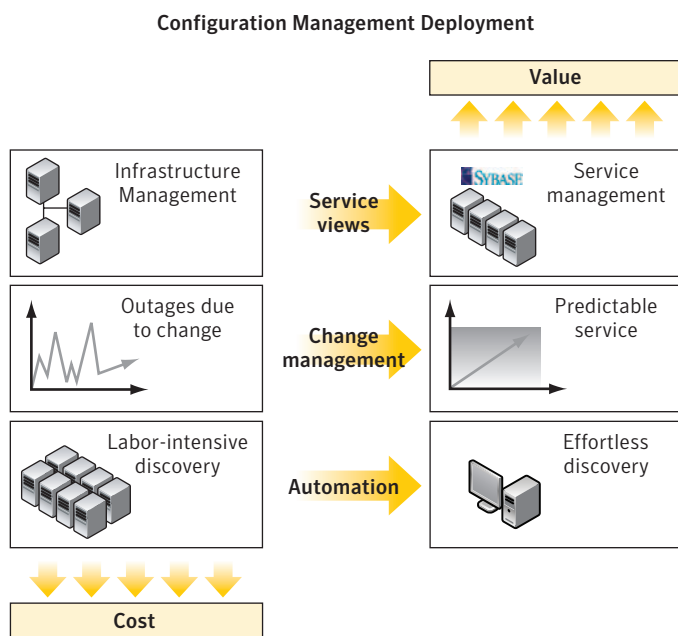 Configuration Management Deployment
Value
Infrastructure
Management
Service
views
SYBASE
Service
management
Outages due
to change
Change
management
Predictable
service
Labor-intensive
discovery
Automation
Effortless
discovery
Cost